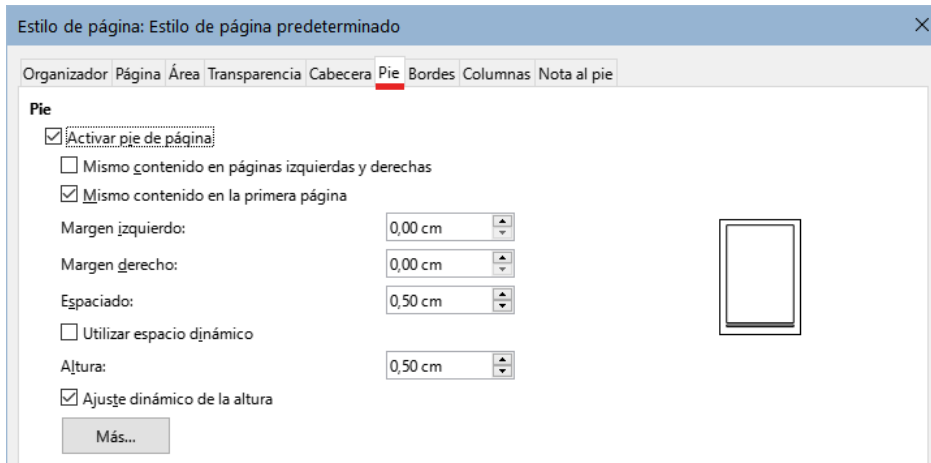 Estilo de página: Estilo de página predeterminado
Organizador Página Área Transparencia Cabecera Pie Bordes Columnas Nota al pie
Pie
Activar pie de página
Mismo contenido en páginas izquierdas y derechas
Mismo contenido en la primera página
Margen izquierdo: 0,00 cm
Margen derecho: 0,00 cm
Espaciado: 0,50 cm
Utilizar espacio dinámico
Altura: 0,50 cm
Ajuste dinámico de la altura
Más...